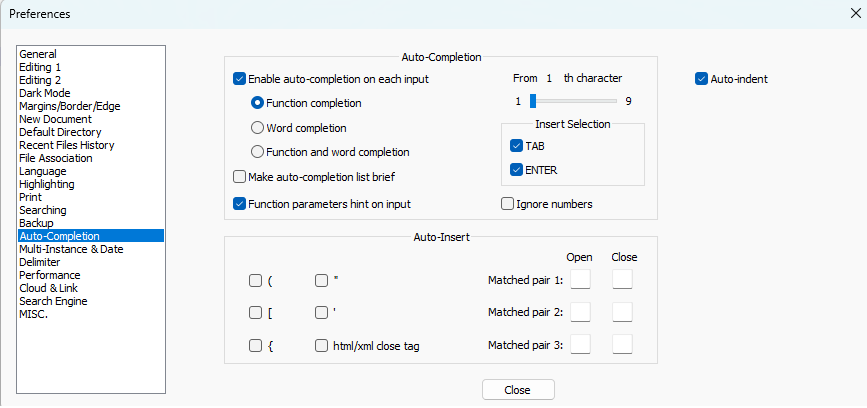 Preferences
General
Editing 1
Editing 2
Dark Mode
Margins/Border/Edge
New Document
Default Directory
Recent Files History
File Association
Language
Highlighting
Print
Searching
Backup
Auto-Completion
Multi-Instance & Date
Delimiter
Performance
Cloud & Link
Search Engine
MISC.
Auto-Completion
Enable auto-completion on each input
Function completion
Word completion
Function and word completion
Make auto-completion list brief
Function parameters hint on input
From 1 th character
1 9
Insert Selection
TAB
ENTER
Ignore numbers
Auto-indent
Auto-Insert
Open Close
( " Matched pair 1:
[ ' Matched pair 2:
{ html/xml close tag Matched pair 3:
Close